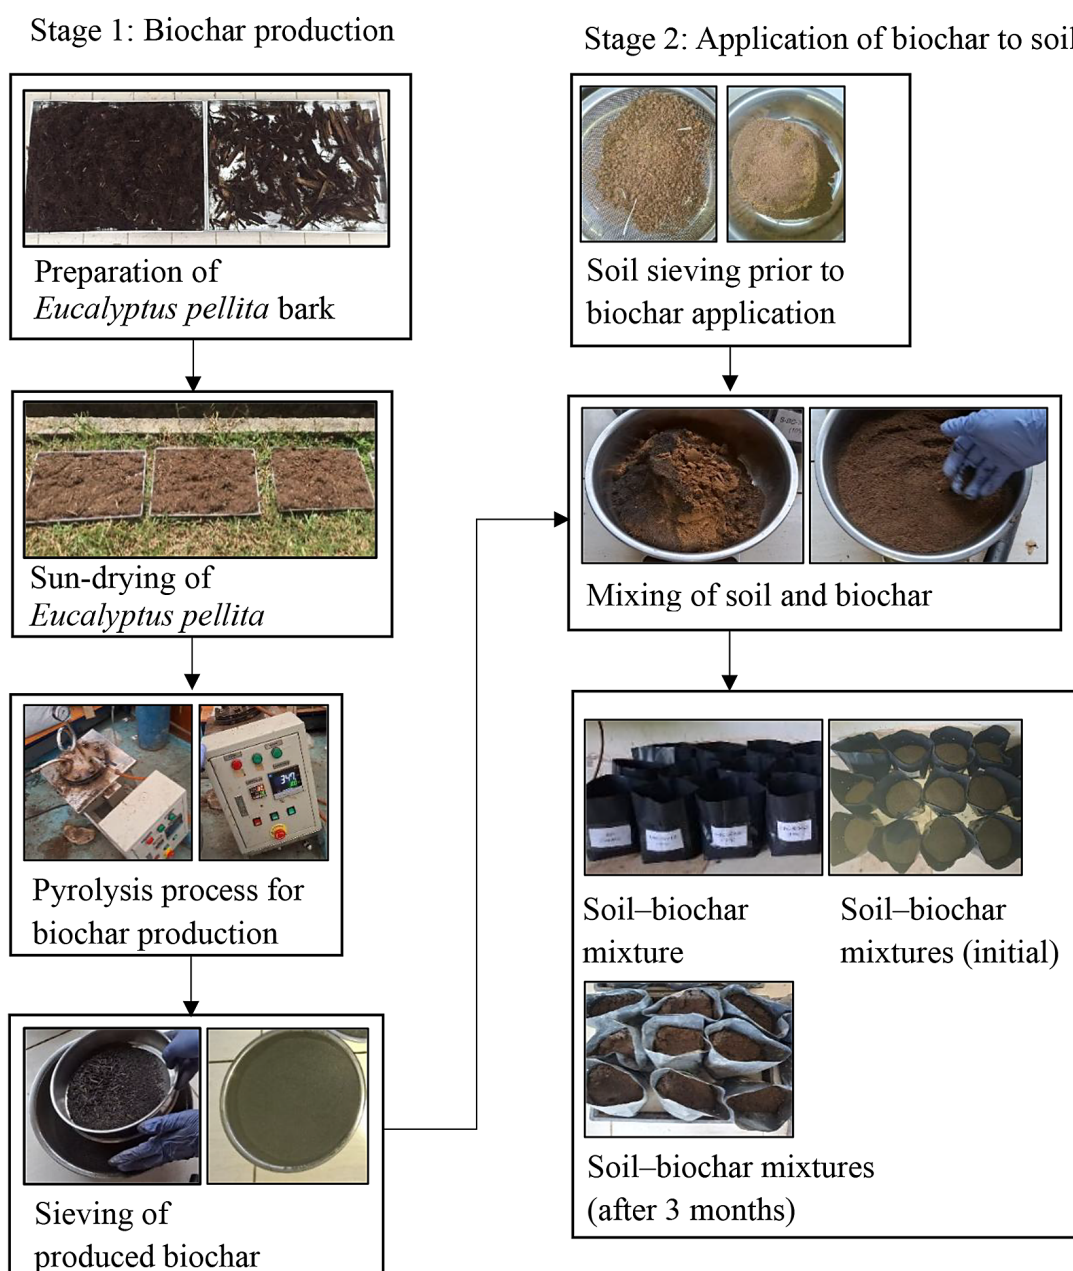 Stage 1: Biochar production
Preparation of
Eucalyptus pellita bark
Sun-drying of
Eucalyptus pellita
Pyrolysis process for
biochar production
Sieving of
produced biochar
Stage 2: Application of biochar to soil
Soil sieving prior to
biochar application
Mixing of soil and biochar
Soil–biochar
mixture
Soil–biochar
mixtures (initial)
Soil–biochar mixtures
(after 3 months)